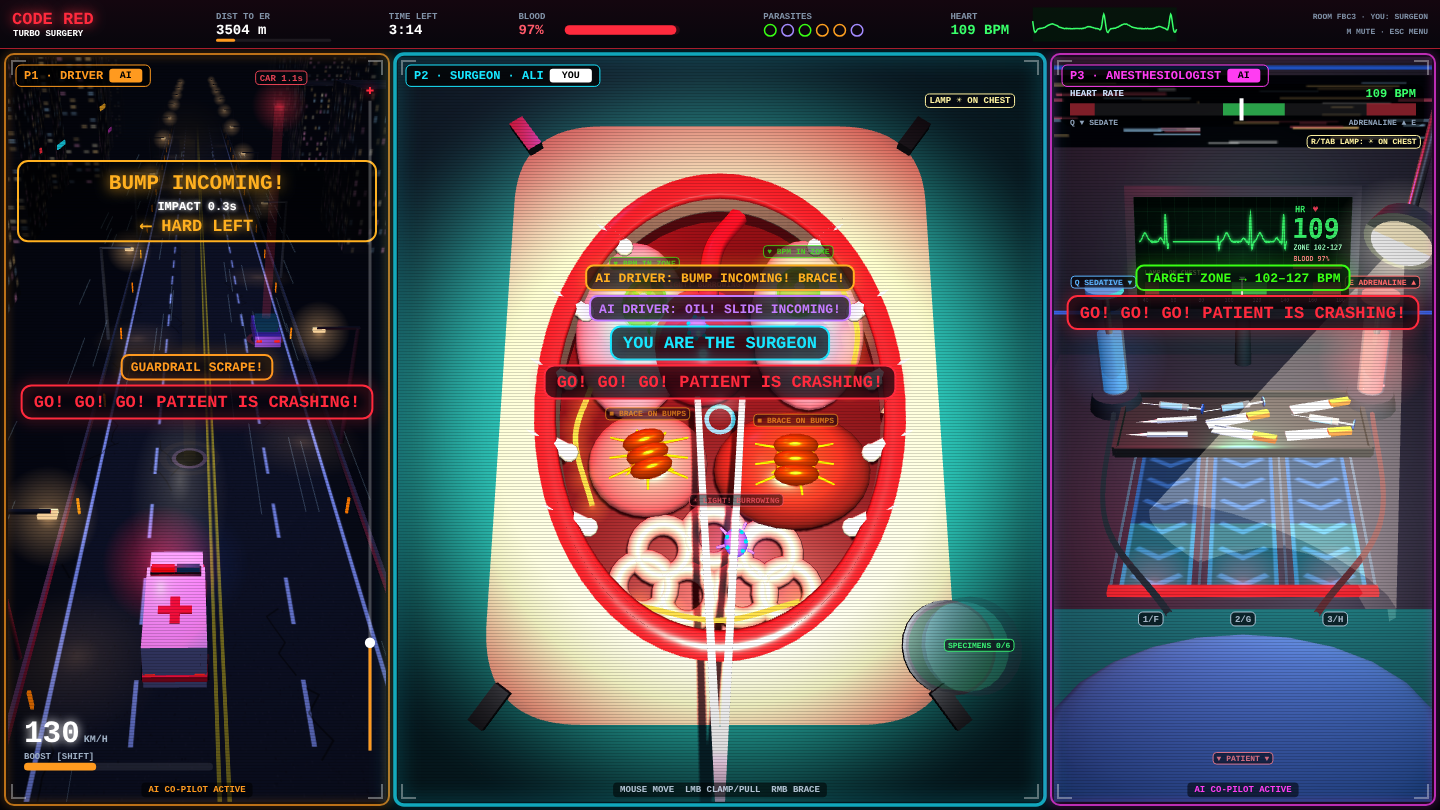 CODE RED
TURBO SURGERY
DIST TO ER
3504 m
TIME LEFT
3:14
BLOOD
97%
PARASITES
HEART
109 BPM
ROOM FBC3 · YOU: SURGEON
M MUTE · ESC MENU
P1 · DRIVER AI
CAR 1.1s
BUMP INCOMING!
IMPACT 0.3s
← HARD LEFT
GUARDRAIL SCRAPE!
GO! GO! GO! PATIENT IS CRASHING!
130 KM/H
BOOST [SHIFT]
AI CO-PILOT ACTIVE
P2 · SURGEON · ALI YOU
LAMP ☀ ON CHEST
♥ BPM IN ZONE
♥ BPM IN ZONE
AI DRIVER: BUMP INCOMING! BRACE!
AI DRIVER: OIL! SLIDE INCOMING!
YOU ARE THE SURGEON
GO! GO! GO! PATIENT IS CRASHING!
■ BRACE ON BUMPS
■ BRACE ON BUMPS
SPECIMENS 0/6
MOUSE MOVE LMB CLAMP/PULL RMB BRACE
P3 · ANESTHESIOLOGIST AI
HEART RATE
109 BPM
Q ▼ SEDATE
ADRENALINE ▲ E
R/TAB LAMP: ☀ ON CHEST
HR ♥
109
ZONE 102-127
BLOOD 97%
Q SEDATIVE ▼
TARGET ZONE → 102–127 BPM
E ADRENALINE ▲
GO! GO! GO! PATIENT IS CRASHING!
1/F
2/G
3/H
▼ PATIENT ▼
AI CO-PILOT ACTIVE